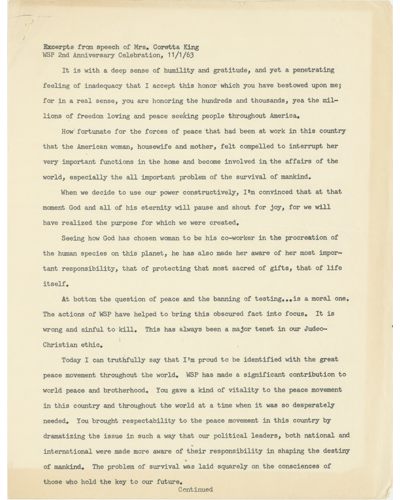 Excerpts from speech of Mrs. Coretta King
WSP 2nd Anniversary Celebration, 11/1/63
It is with a deep sense of humility and gratitude, and yet a penetrating
feeling of inadequacy that I accept this honor which you have bestowed upon me;
for in a real sense, you are honoring the hundreds and thousands, yea the mil-
lions of freedom loving and peace seeking people throughout America.
How fortunate for the forces of peace that had been at work in this country
that the American woman, housewife and mother, felt compelled to interrupt her
very important functions in the home and become involved in the affairs of the
world, especially the all important problem of the survival of mankind.
When we decide to use our power constructively, I'm convinced that at that
moment God and all of his eternity will pause and shout for joy, for we will
have realized the purpose for which we were created.
Seeing how God has chosen woman to be his co-worker in the procreation of
the human species on this planet, he has also made her aware of her most impor-
tant responsibility, that of protecting that most sacred of gifts, that of life
itself.
At bottom the question of peace and the banning of testing...is a moral one.
The actions of WSP have helped to bring this obscured fact into focus. It is
wrong and sinful to kill. This has always been a major tenet in our Judeo-
Christian ethic.
Today I can truthfully say that I'm proud to be identified with the great
peace movement throughout the world. WSP has made a significant contribution to
world peace and brotherhood. You gave a kind of vitality to the peace movement
in this country and throughout the world at a time when it was so desperately
needed. You brought respectability to the peace movement in this country by
dramatizing the issue in such a way that our political leaders, both national and
international were made more aware of their responsibility in shaping the destiny
of mankind. The problem of survival was laid squarely on the consciences of
those who hold the key to our future.
Continued